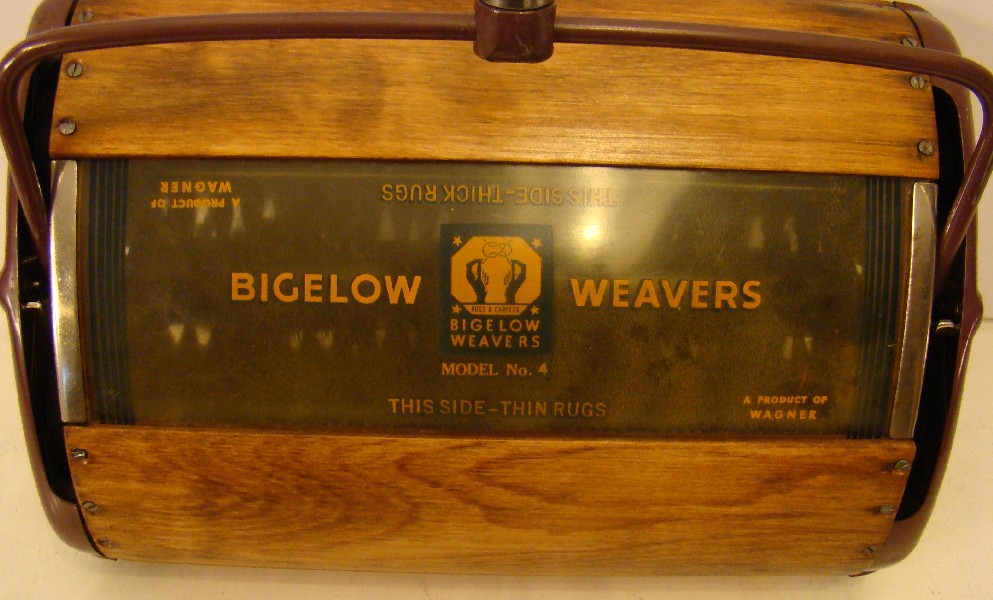 A PRODUCT OF
WAGNER
THIS SIDE-THICK RUGS
BIGELOW WEAVERS
RUGS & CARPETS
BIGELOW
WEAVERS
MODEL No. 4
THIS SIDE-THIN RUGS
A PRODUCT OF
WAGNER